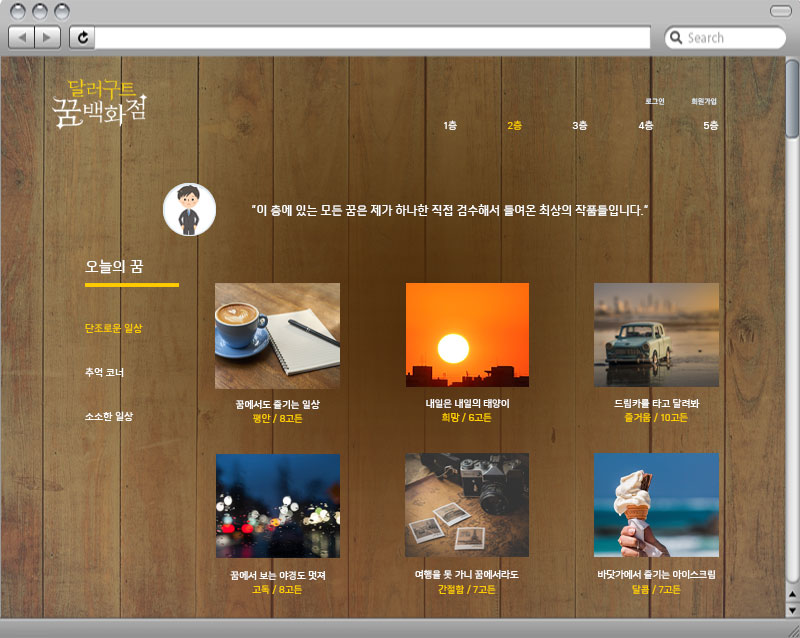 Search
달러구트
꿈백화점
로그인 회원가입
1층 2층 3층 4층 5층
"이 층에 있는 모든 꿈은 제가 하나한 직접 검수해서 들여온 최상의 작품들입니다."
오늘의 꿈
단조로운 일상
추억 코너
소소한 일상
꿈에서도 즐기는 일상
평안 / 8고든
내일은 내일의 태양이
희망 / 6고든
드림카를 타고 달려봐
즐거움 / 10고든
꿈에서 보는 야경도 멋져
고독 / 8고든
여행을 못 가니 꿈에서라도
간절함 / 7고든
바닷가에서 즐기는 아이스크림
달콤 / 7고든